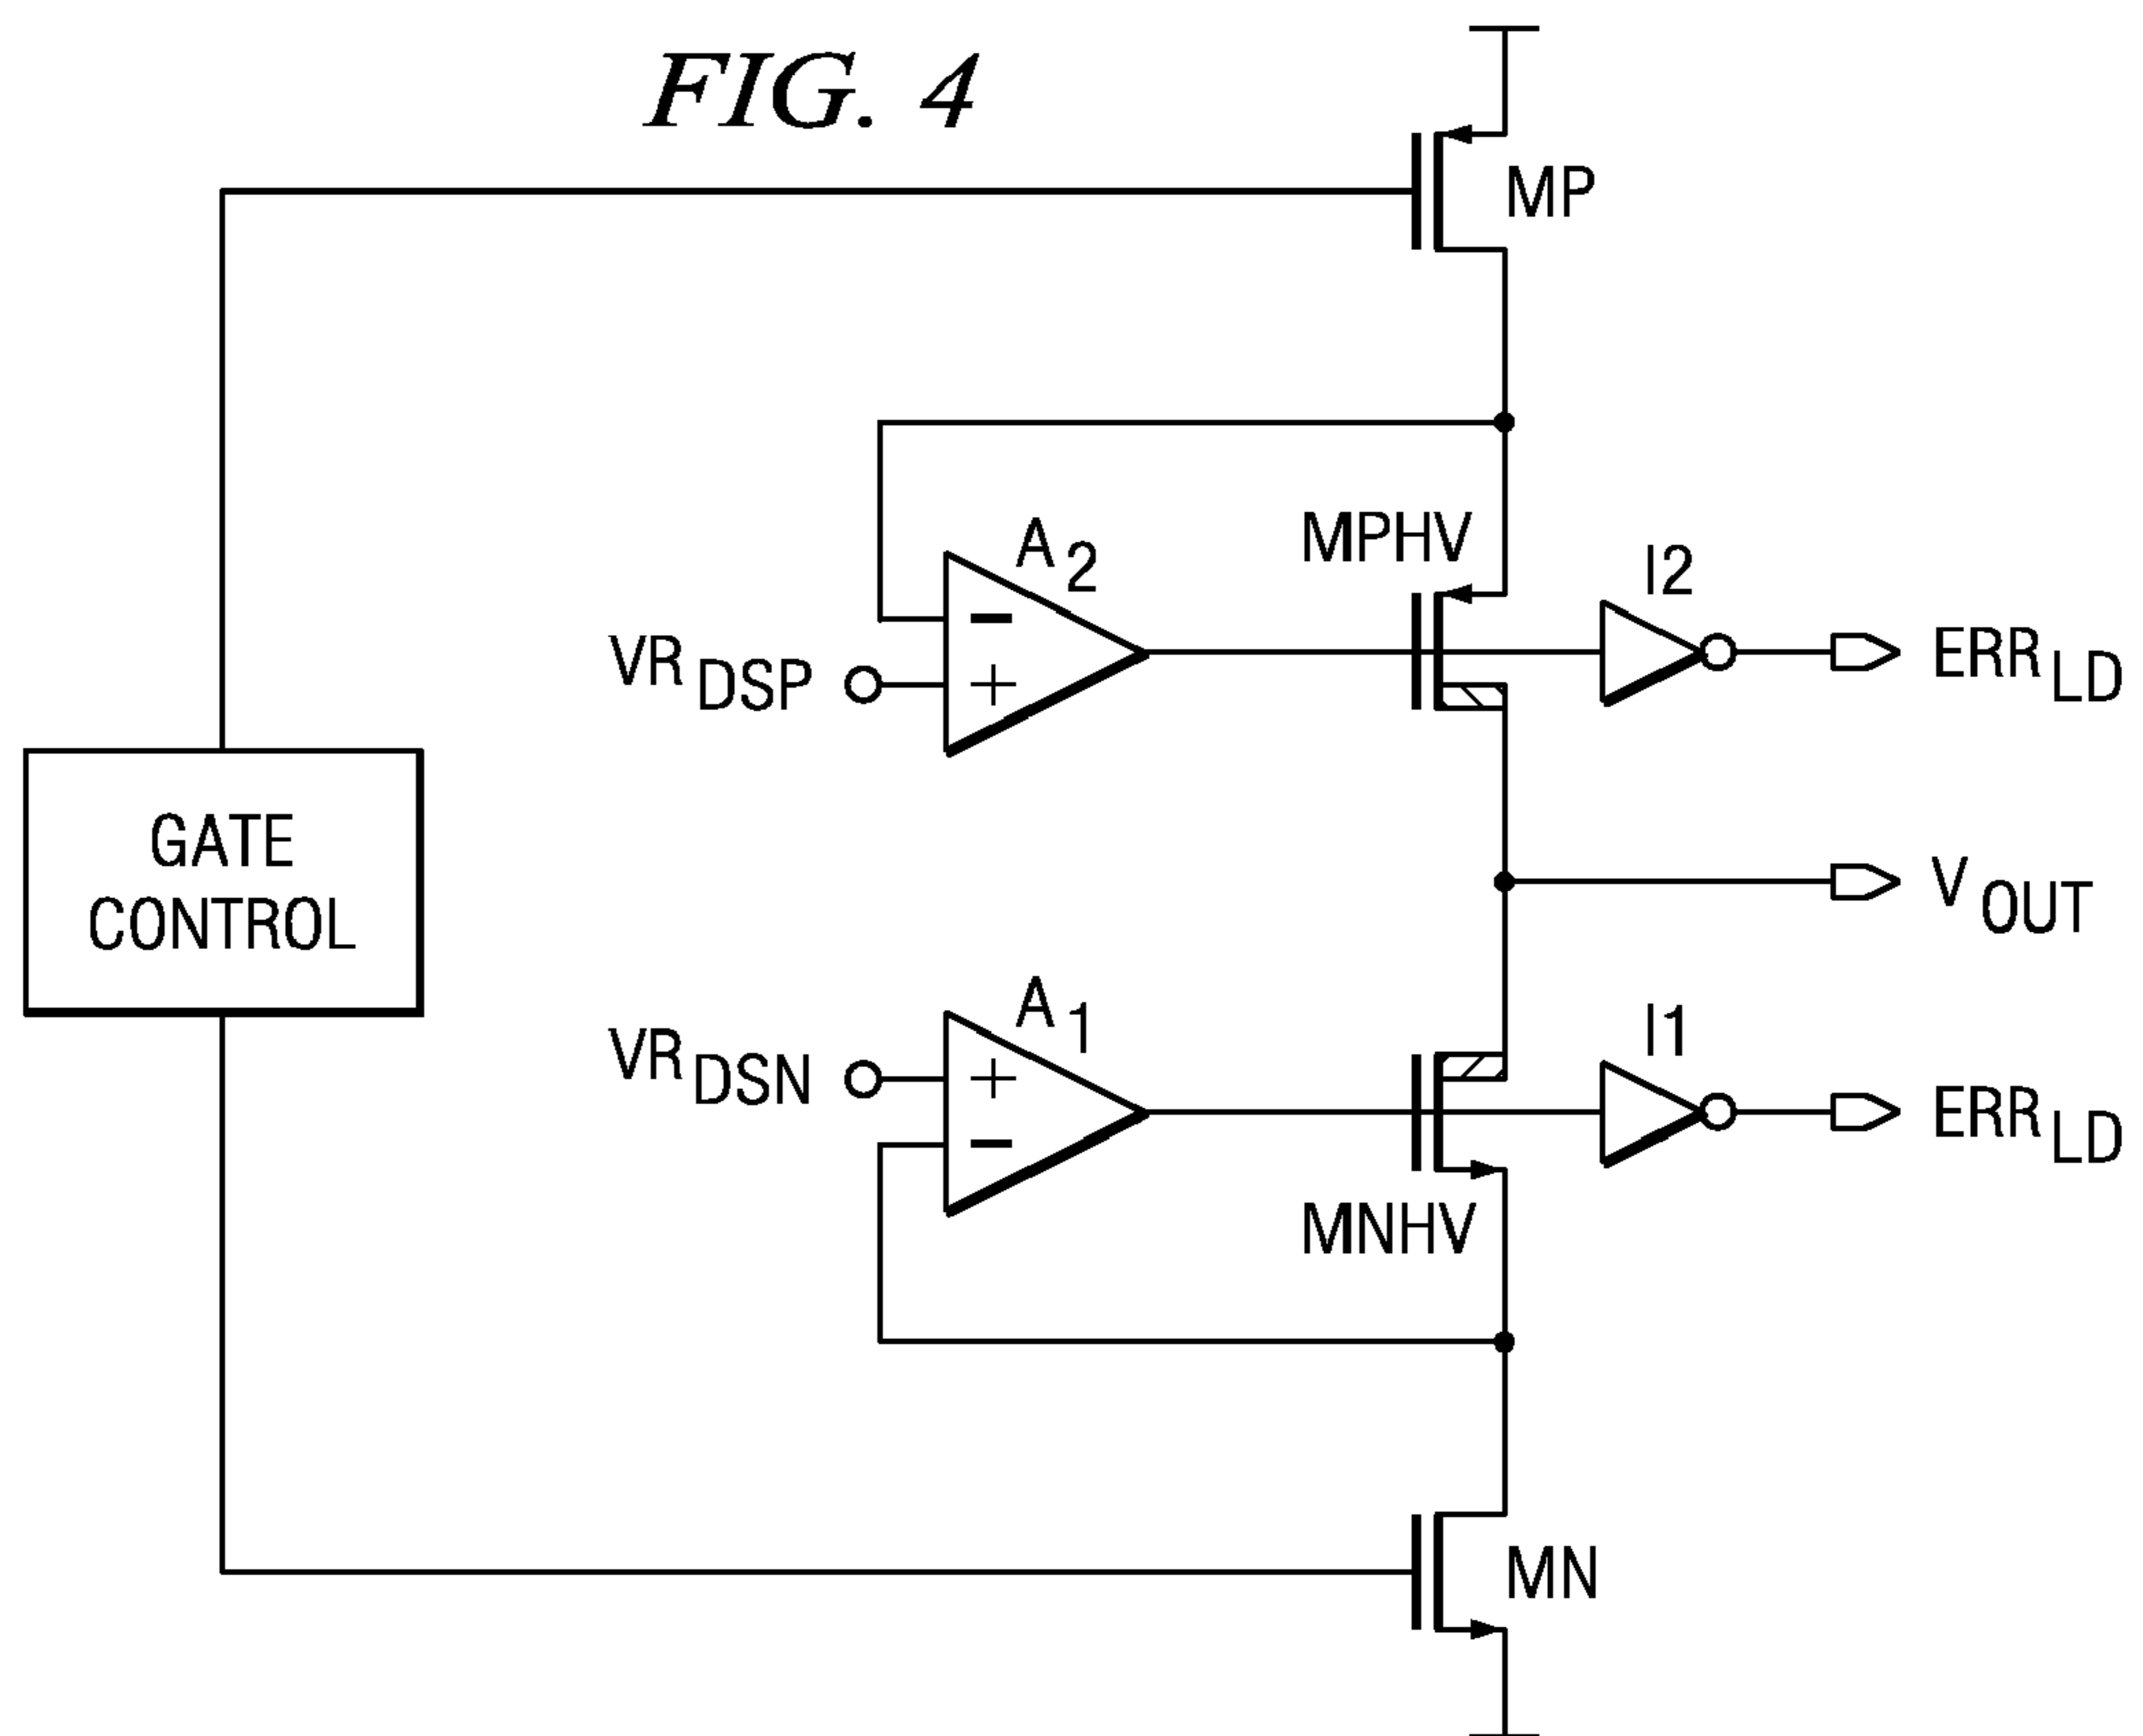 FIG. 4
MP
MPHV
A2
I2
VRDSP
ERRLD
GATE
CONTROL
VOUT
A1
I1
VRDSN
ERRLD
MNHV
MN